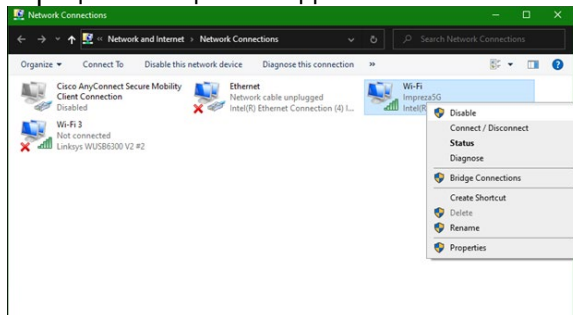 Network Connections
Network and Internet > Network Connections
Search Network Connections
Organize
Connect To
Disable this network device
Diagnose this connection
»
Cisco AnyConnect Secure Mobility
Client Connection
Disabled
Ethernet
Network cable unplugged
Intel(R) Ethernet Connection (4) I...
Wi-Fi
Impreza5G
Intel(R)
Wi-Fi 3
Not connected
Linksys WUSB6300 V2 #2
Disable
Connect / Disconnect
Status
Diagnose
Bridge Connections
Create Shortcut
Delete
Rename
Properties